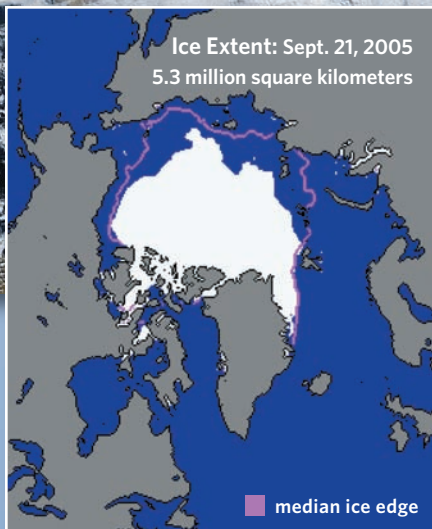 Ice Extent: Sept. 21, 2005
5.3 million square kilometers
median ice edge